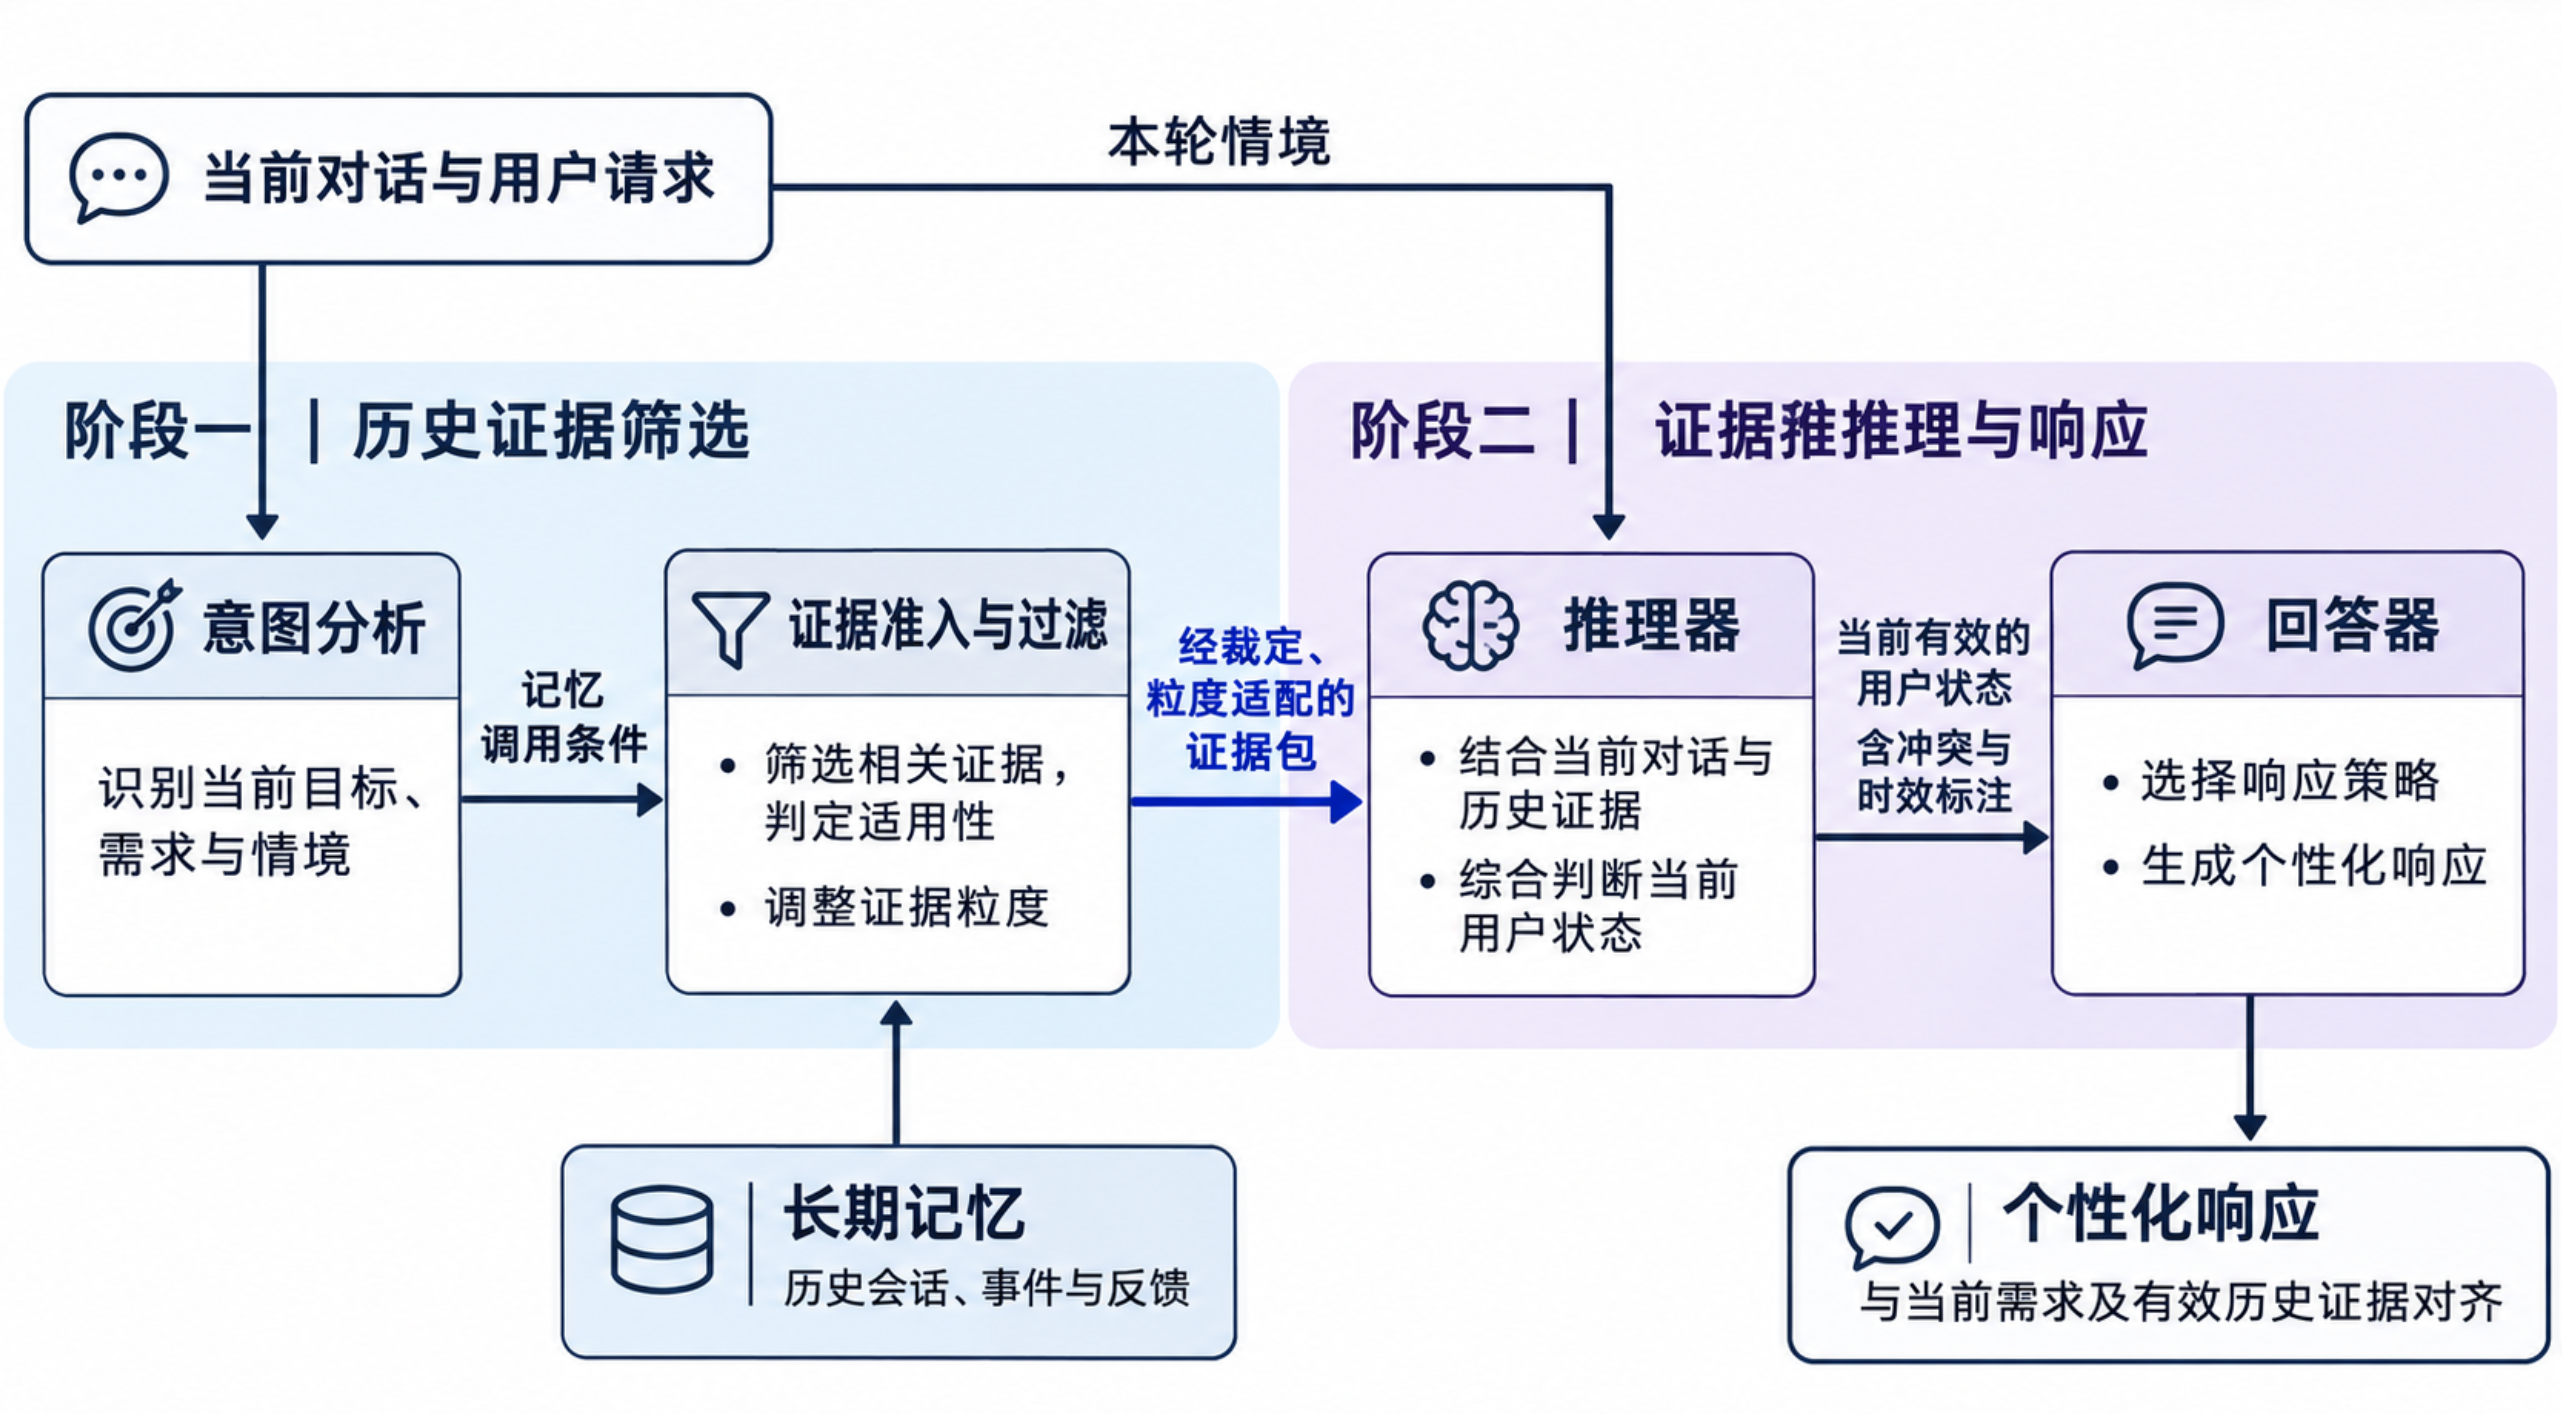 当前对话与用户请求
本轮情境
阶段一 | 历史证据筛选
阶段二 | 证据推推理与响应
意图分析
识别当前目标、
需求与情境
记忆
调用条件
证据准入与过滤
• 筛选相关证据，
判定适用性
• 调整证据粒度
经裁定、
粒度适配的
证据包
推理器
• 结合当前对话与
历史证据
• 综合判断当前
用户状态
当前有效的
用户状态
含冲突与
时效标注
回答器
• 选择响应策略
• 生成个性化响应
长期记忆
历史会话、事件与反馈
个性化响应
与当前需求及有效历史证据对齐